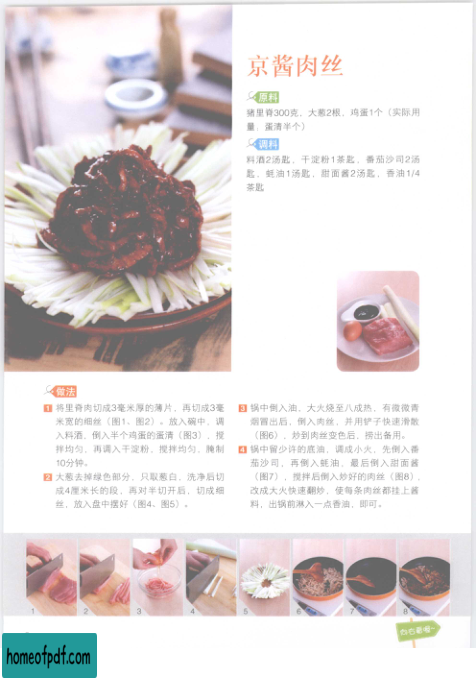 京酱肉丝
原料
猪里脊300克、大葱2根、鸡蛋1个（实际用
量，蛋清半个）
调料
料酒2汤匙、干淀粉1茶匙、番茄沙司2汤
匙、蚝油1汤匙、甜面酱2汤匙、香油1/4
茶匙
做法
1 将里脊肉切成3毫米厚的薄片，再切成3毫
米宽的细丝（图1、图2）。放入碗中，调
入料酒，倒入半个鸡蛋的蛋清（图3），搅
拌均匀，再调入干淀粉，搅拌均匀，腌制
10分钟。
2 大葱去掉绿色部分，只取葱白，洗净后切
成4厘米长的段，再对半切开后，切成细
丝，放入盘中摆好（图4、图5）。
3 锅中倒入油，大火烧至八成热，有微微青
烟冒出后，倒入肉丝，并用铲子快速滑散
（图6），炒到肉丝变色后，捞出备用。
4 锅中留少许的底油，调成小火，先倒入番
茄沙司，再倒入蚝油，最后倒入甜面酱
（图7），搅拌后倒入炒好的肉丝（图8），
改成大火快速翻炒，使每条肉丝都挂上酱
料，出锅前淋入一点香油，即可。
1 2 3 4 5 6 7 8
homeofpdf.com